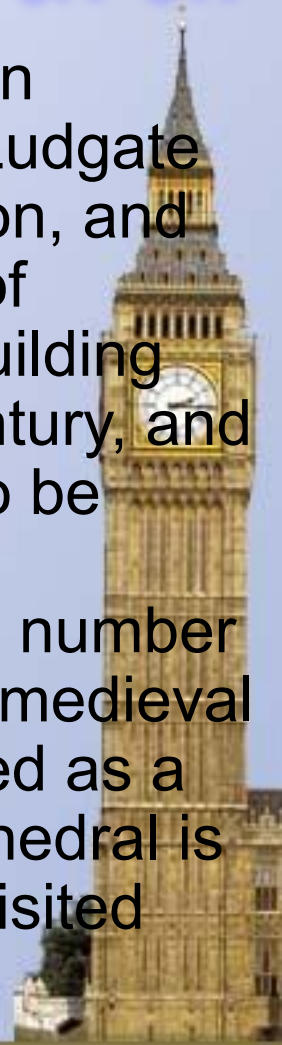 n
Ludgate
on, and
of
uilding
ntury, and
o be
number
medieval
ed as a
hedral is
isited